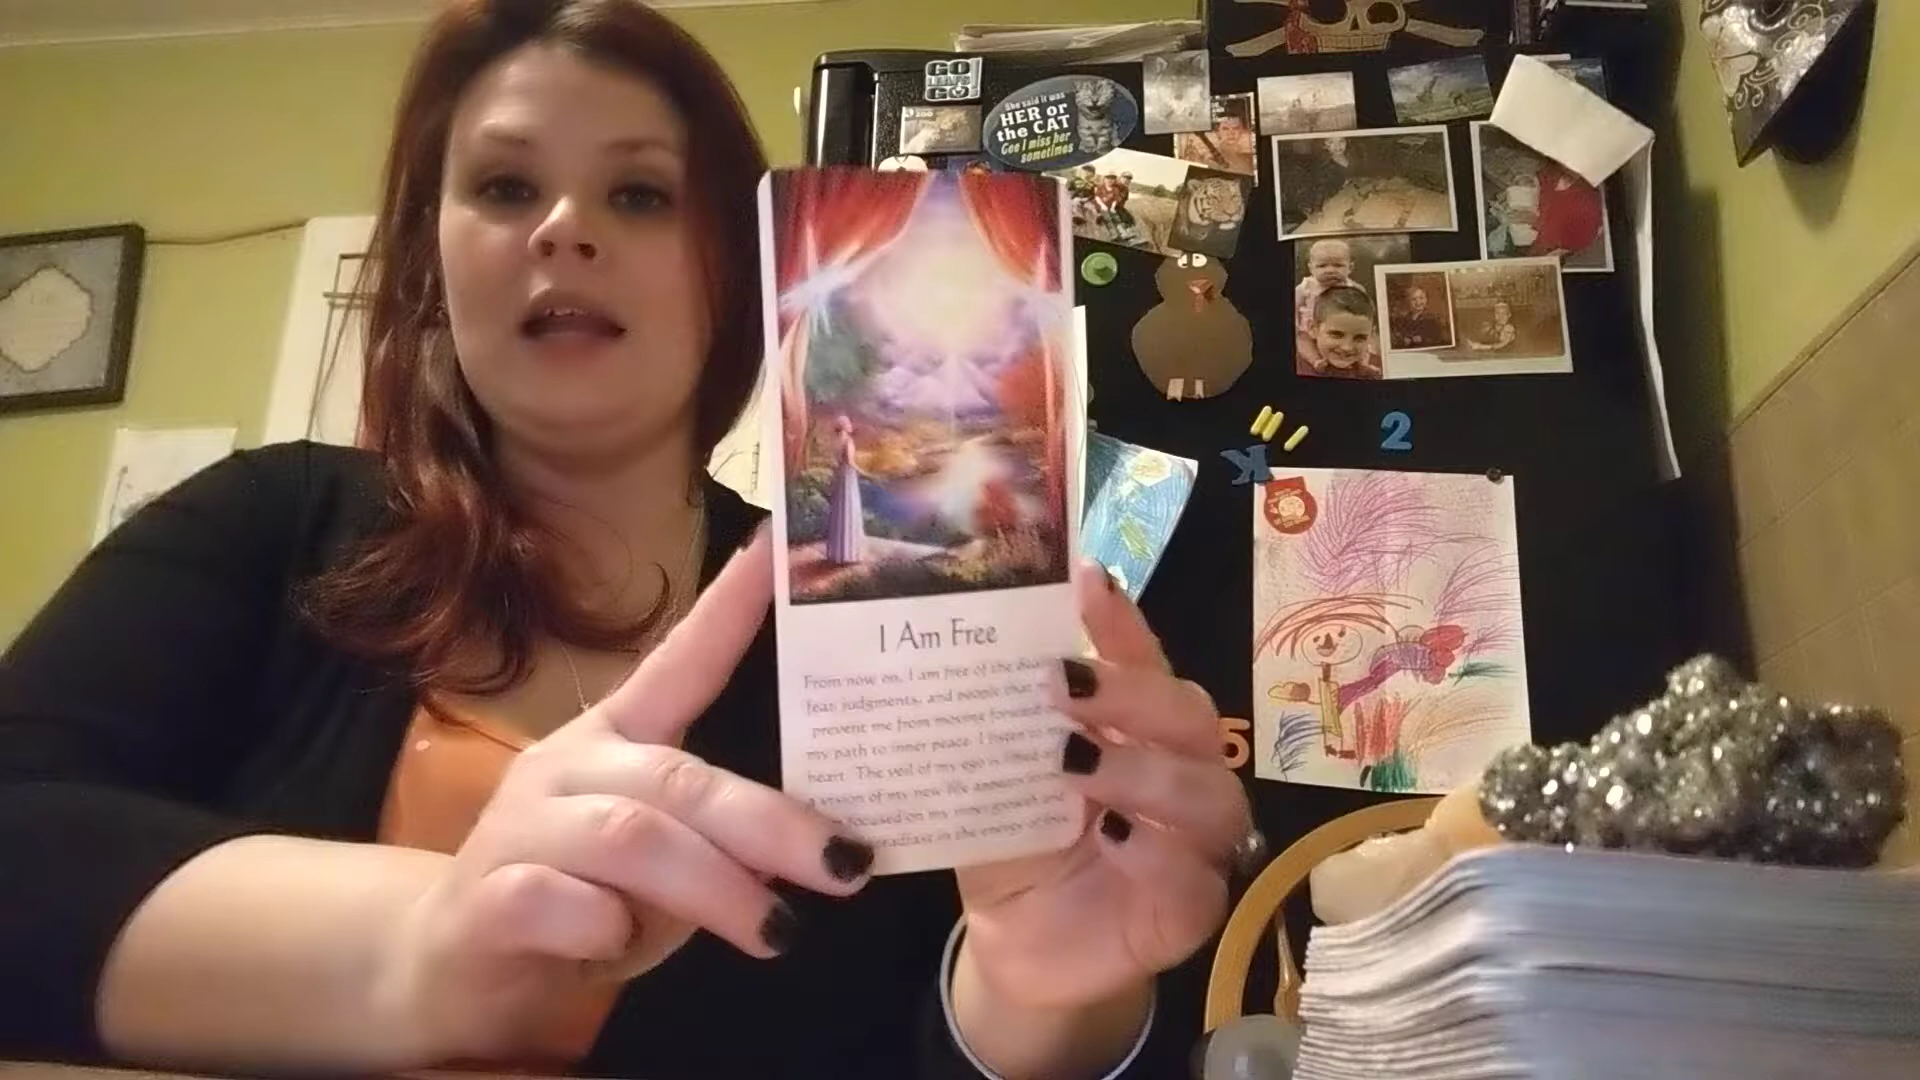 GO
LEAFS
GO!
She said it was
HER or
the CAT
Gee I miss her
sometimes
ZOO
K
2
5
I Am Free
From now on, I am free of the
fear, judgments, and people that
prevent me from moving forward
my path to inner peace. I listen to my
heart. The veil of my ego is lifted
a vision of my new life appears
focused on my inner growth and
steadfast in the energy of